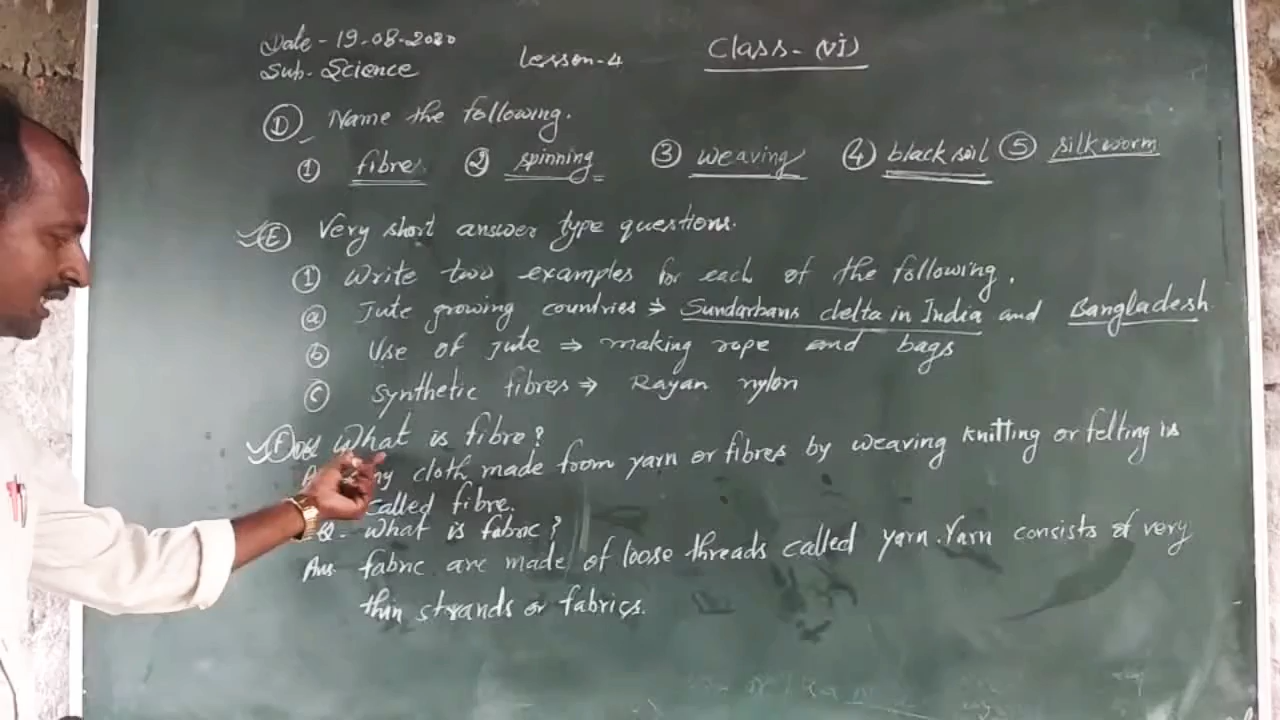 Date - 19-08-2020
Sub- Science
Lesson-4
Class- (VI)
(D) Name the following.
(1) fibre (2) spinning (3) weaving (4) black soil (5) silkworm
(E) Very short answer type questions.
(1) Write two examples for each of the following.
(a) Jute growing countries ⇒ Sundarbans delta in India and Bangladesh.
(b) Use of jute ⇒ making rope and bags
(c) Synthetic fibres ⇒ Rayan nylon
(F) What is fibre?
cloth made from yarn or fibres by weaving knitting or felting is
called fibre.
Q. What is fabric?
Ans. fabric are made of loose threads called yarn. Yarn consists of very
thin strands or fabrics.